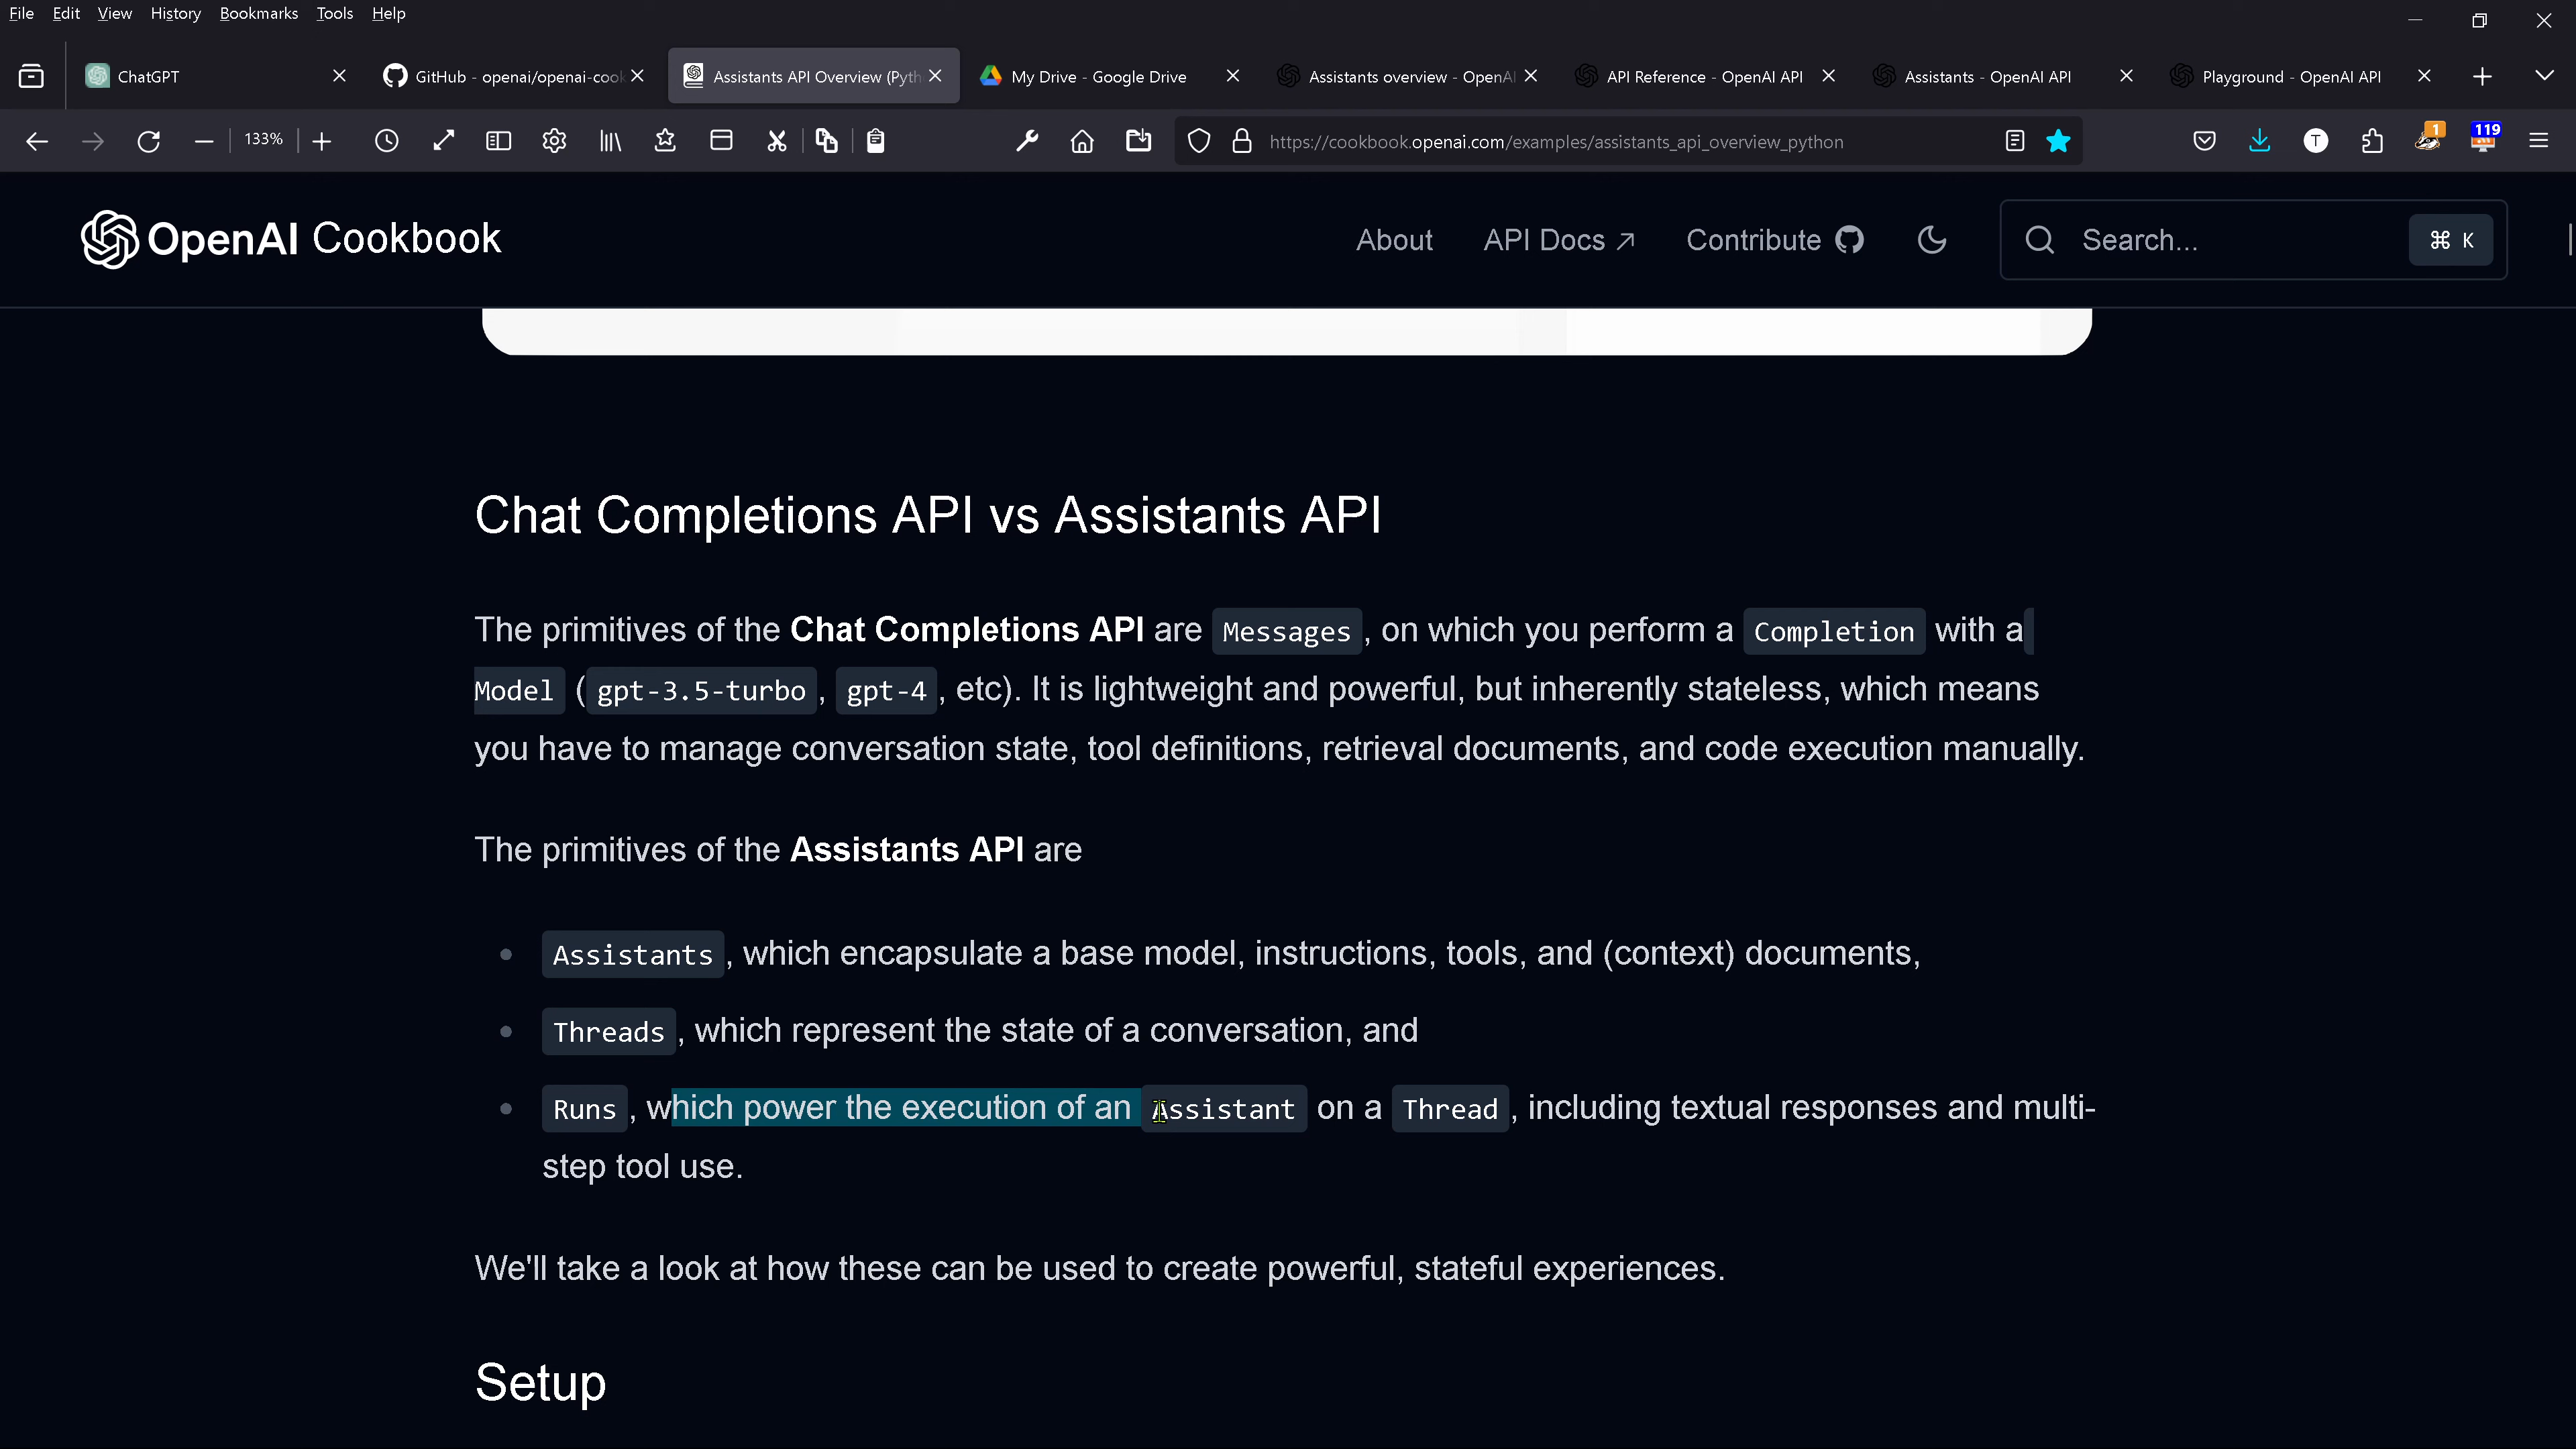 File Edit View History Bookmarks Tools Help
ChatGPT
GitHub - openai/openai-cook
Assistants API Overview (Pyth
My Drive - Google Drive
Assistants overview - OpenAI
API Reference - OpenAI API
Assistants - OpenAI API
Playground - OpenAI API
133%
https://cookbook.openai.com/examples/assistants_api_overview_python
T
1
119
OpenAI Cookbook
About API Docs ↗ Contribute
Search...
⌘ K
Chat Completions API vs Assistants API
The primitives of the Chat Completions API are Messages, on which you perform a Completion with a
Model (gpt-3.5-turbo, gpt-4, etc). It is lightweight and powerful, but inherently stateless, which means
you have to manage conversation state, tool definitions, retrieval documents, and code execution manually.
The primitives of the Assistants API are
• Assistants, which encapsulate a base model, instructions, tools, and (context) documents,
• Threads, which represent the state of a conversation, and
• Runs, which power the execution of an Assistant on a Thread, including textual responses and multi-
step tool use.
We'll take a look at how these can be used to create powerful, stateful experiences.
Setup